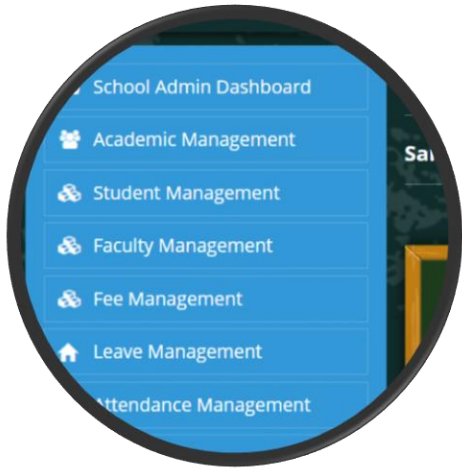 School Admin Dashboard
Academic Management
Student Management
Faculty Management
Fee Management
Leave Management
Attendance Management